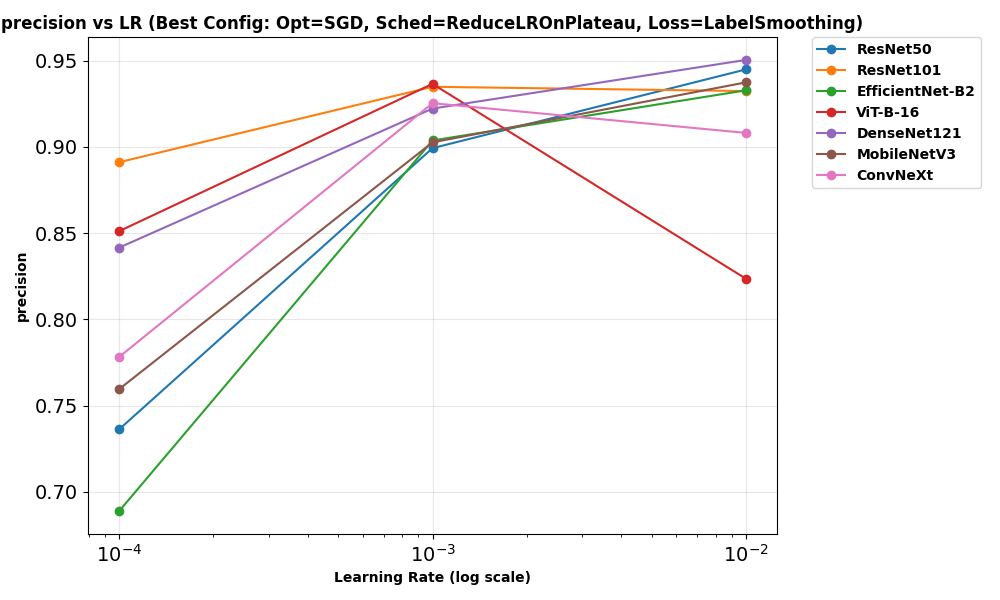 precision vs LR (Best Config: Opt=SGD, Sched=ReduceLROnPlateau, Loss=LabelSmoothing)
ResNet50
ResNet101
EfficientNet-B2
ViT-B-16
DenseNet121
MobileNetV3
ConvNeXt
precision
0.95
0.90
0.85
0.80
0.75
0.70
10⁻⁴ 10⁻³ 10⁻²
Learning Rate (log scale)